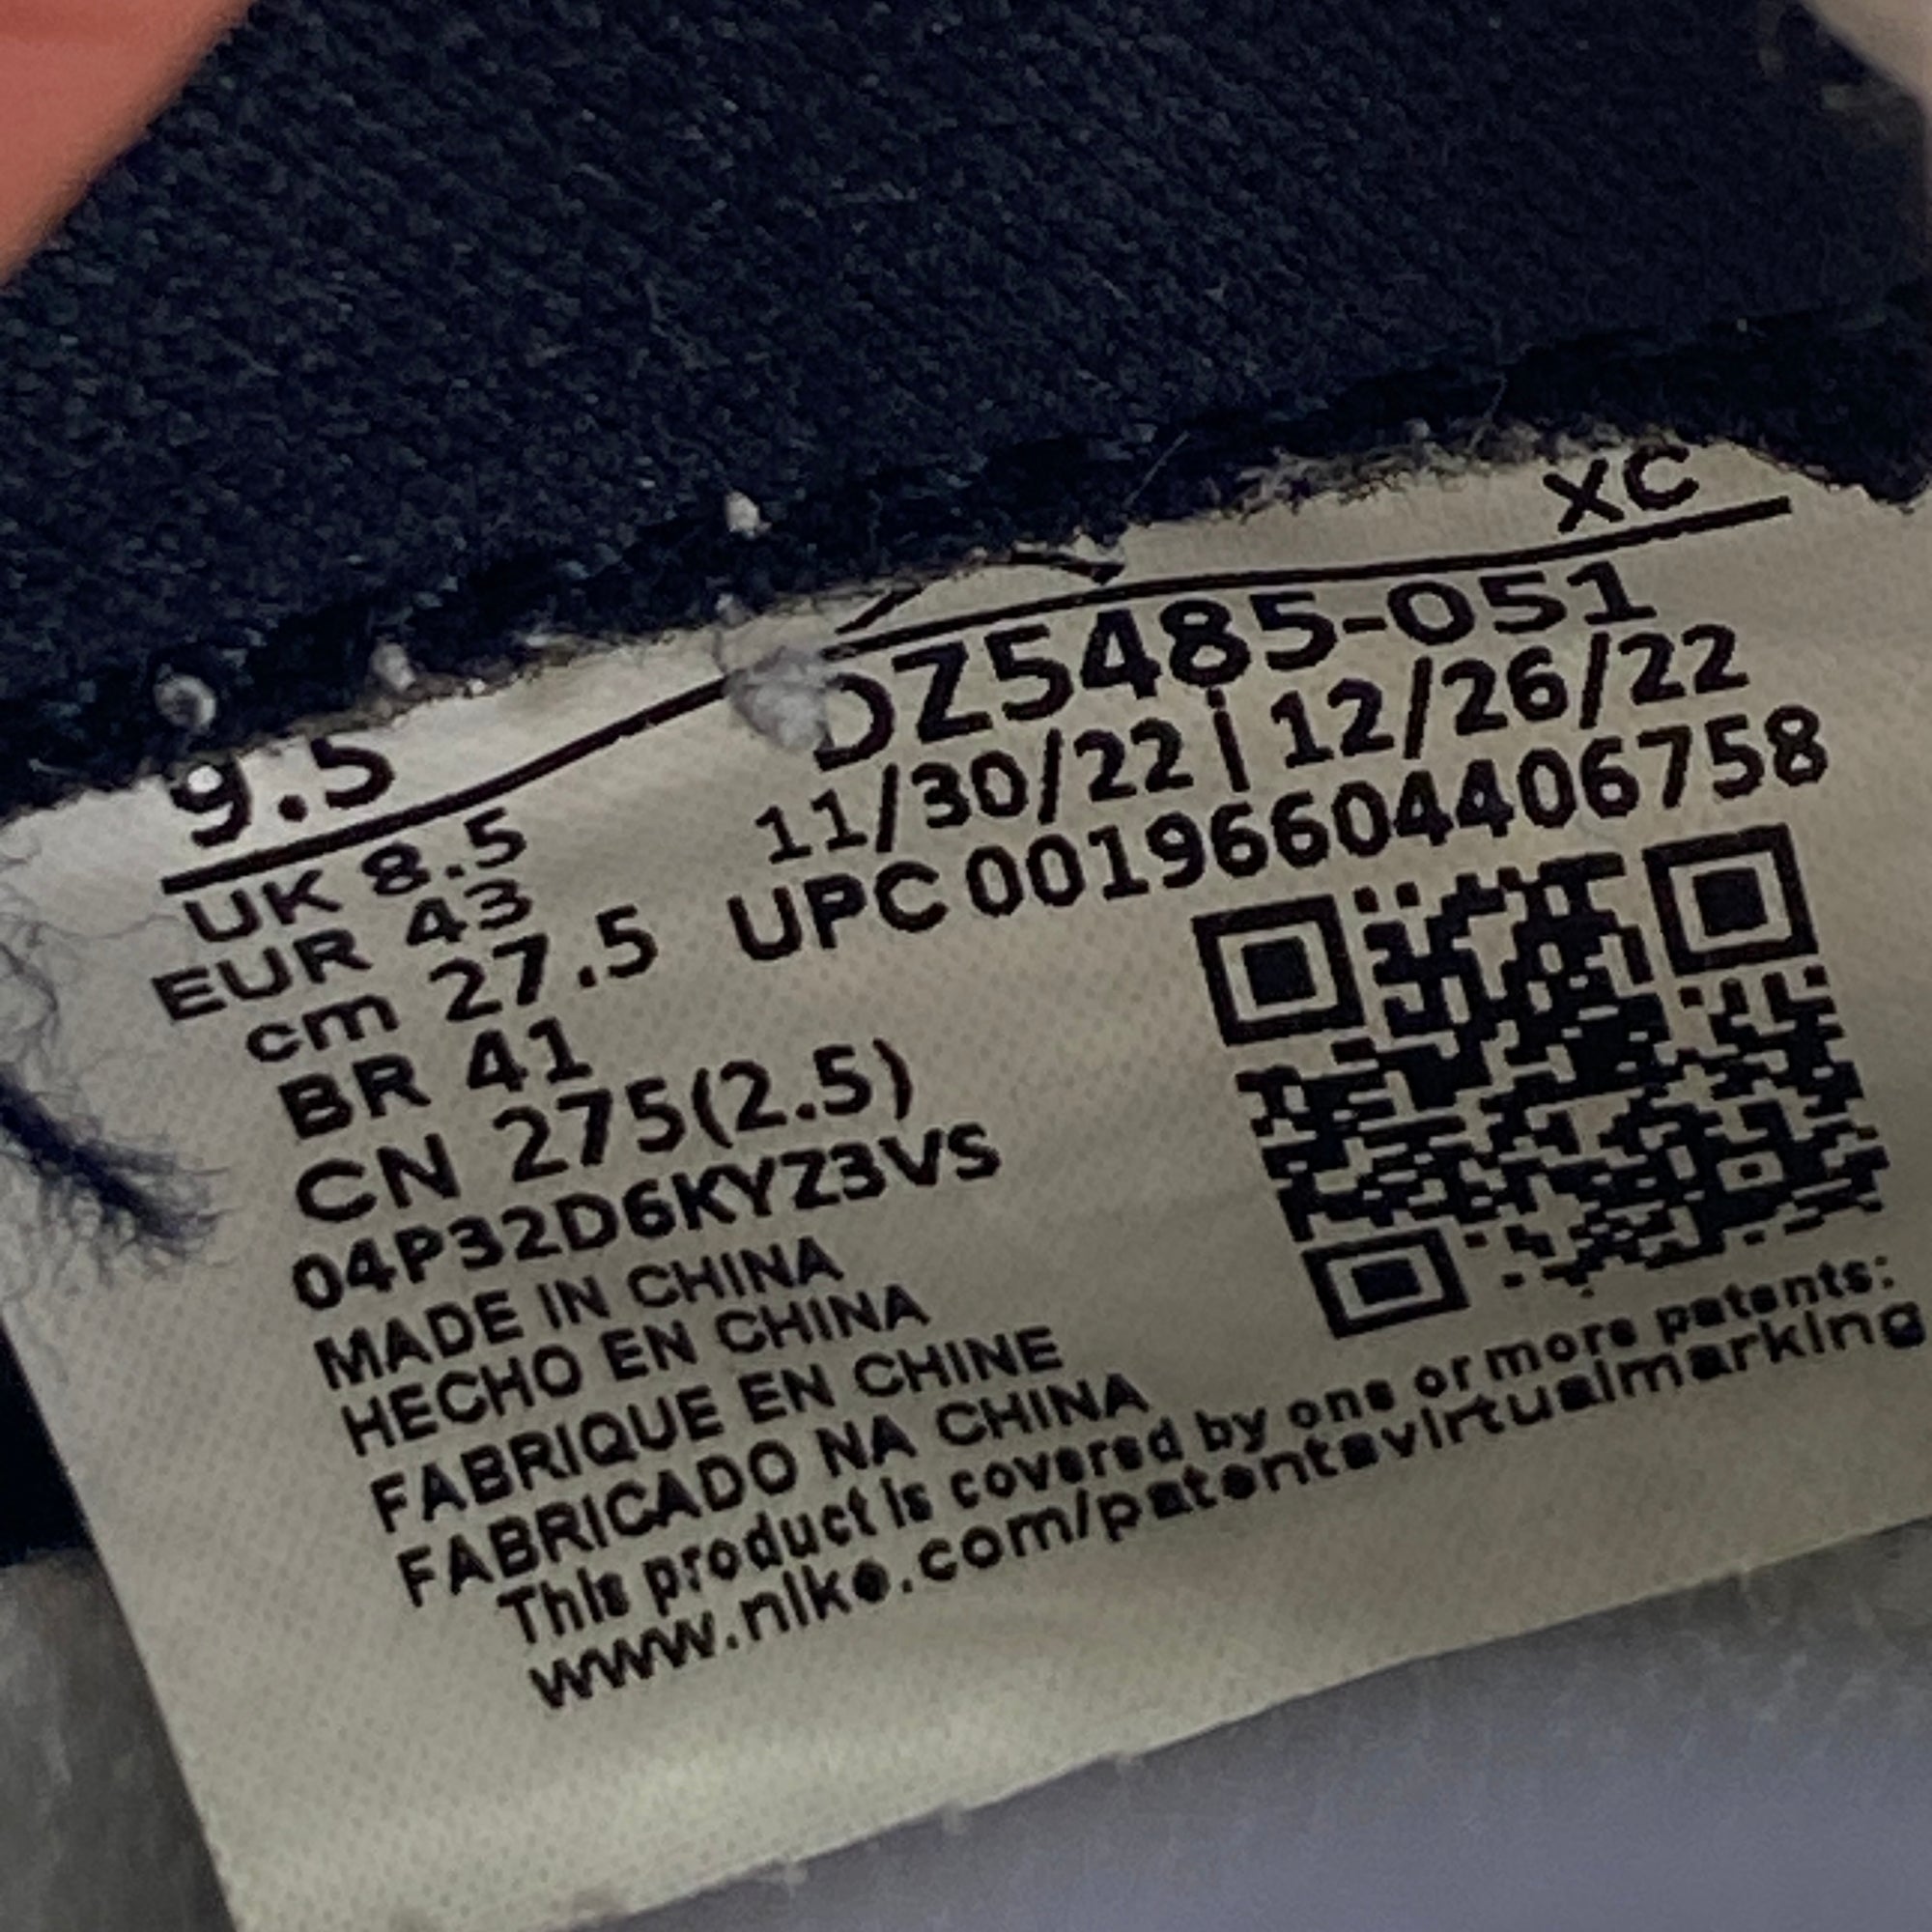 9.5
XC
UK 8.5
EUR 43
cm 27.5
BR 41
CN 275(2.5)
DZ5485-051
11/30/22 | 12/26/22
UPC 00196604406758
04P32D6KYZ3VS
MADE IN CHINA
HECHO EN CHINA
FABRIQUE EN CHINE
FABRICADO NA CHINA
This product is covered by one or more patents:
www.nike.com/patentsvirtualmarking